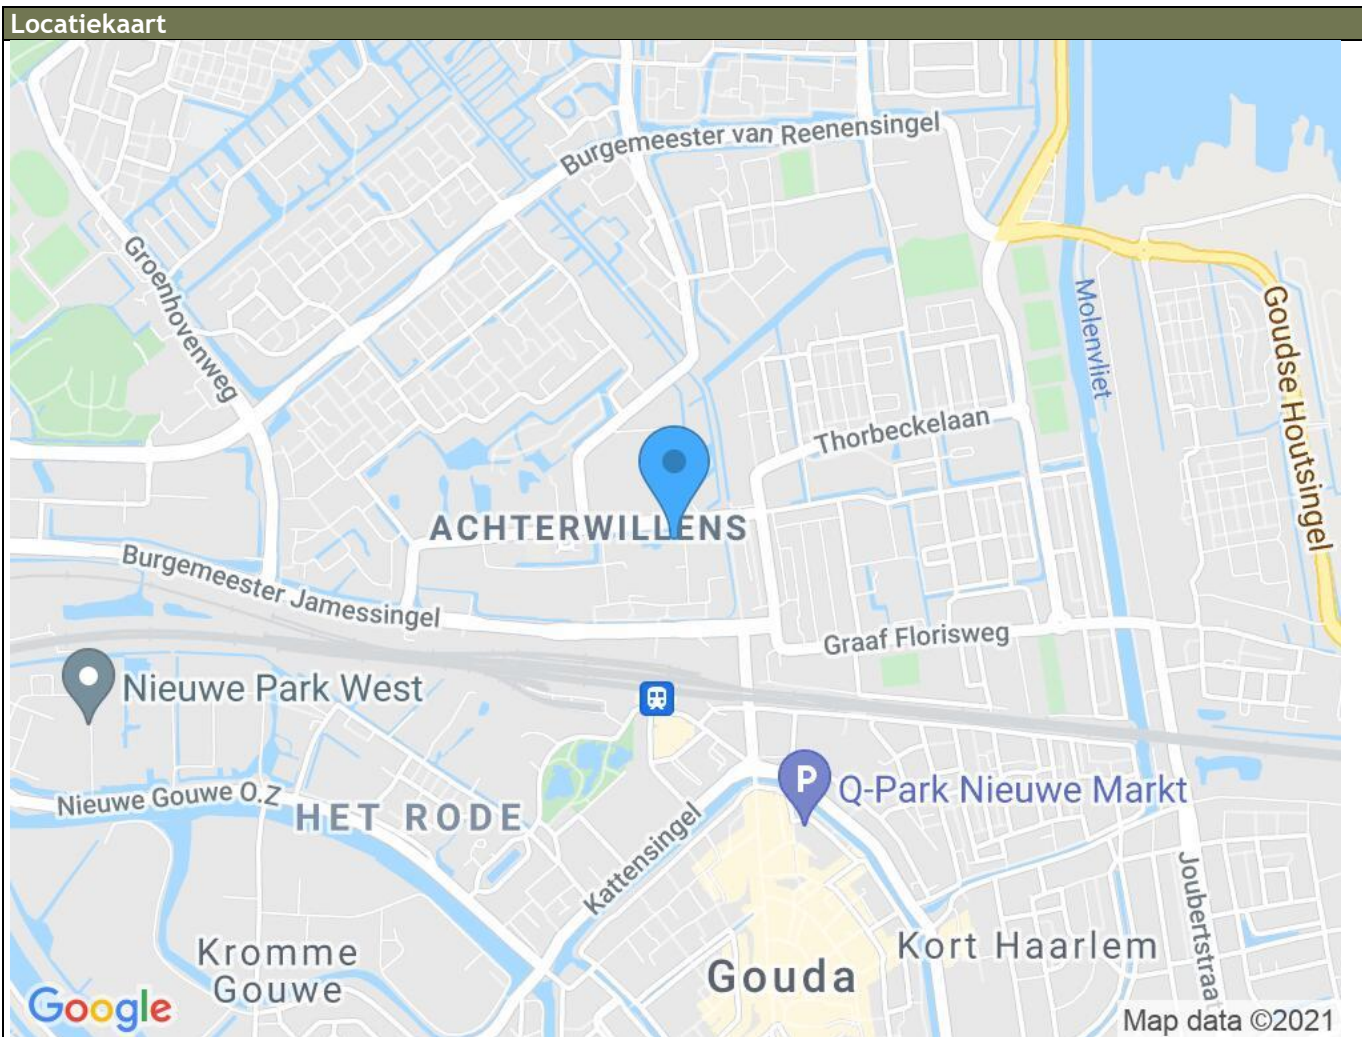 Locatiekaart
Burgemeester van Reenensingel
Groenhovenweg
Molenvliet
Goudse Houtsingel
Thorbeckelaan
ACHTERWILLENS
Burgemeester Jamessingel
Graaf Florisweg
Nieuwe Park West
P
Q-Park Nieuwe Markt
Nieuwe Gouwe O.Z
HET RODE
Kattensingel
Joubertstraat
Kromme
Gouwe
Kort Haarlem
Gouda
Google
Map data ©2021